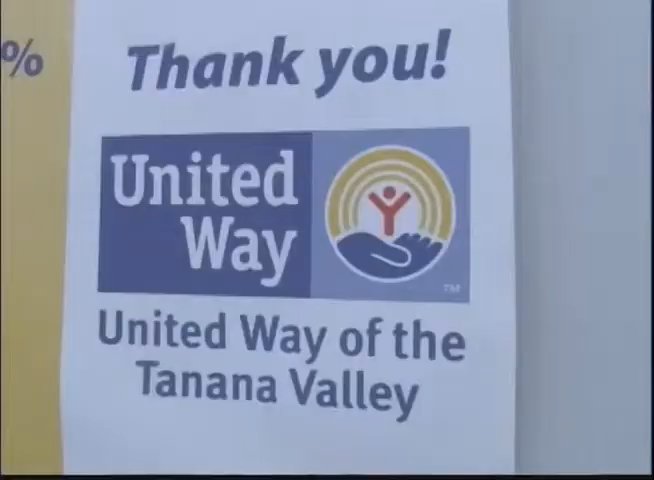 %
Thank you!
United
Way
TM
United Way of the
Tanana Valley